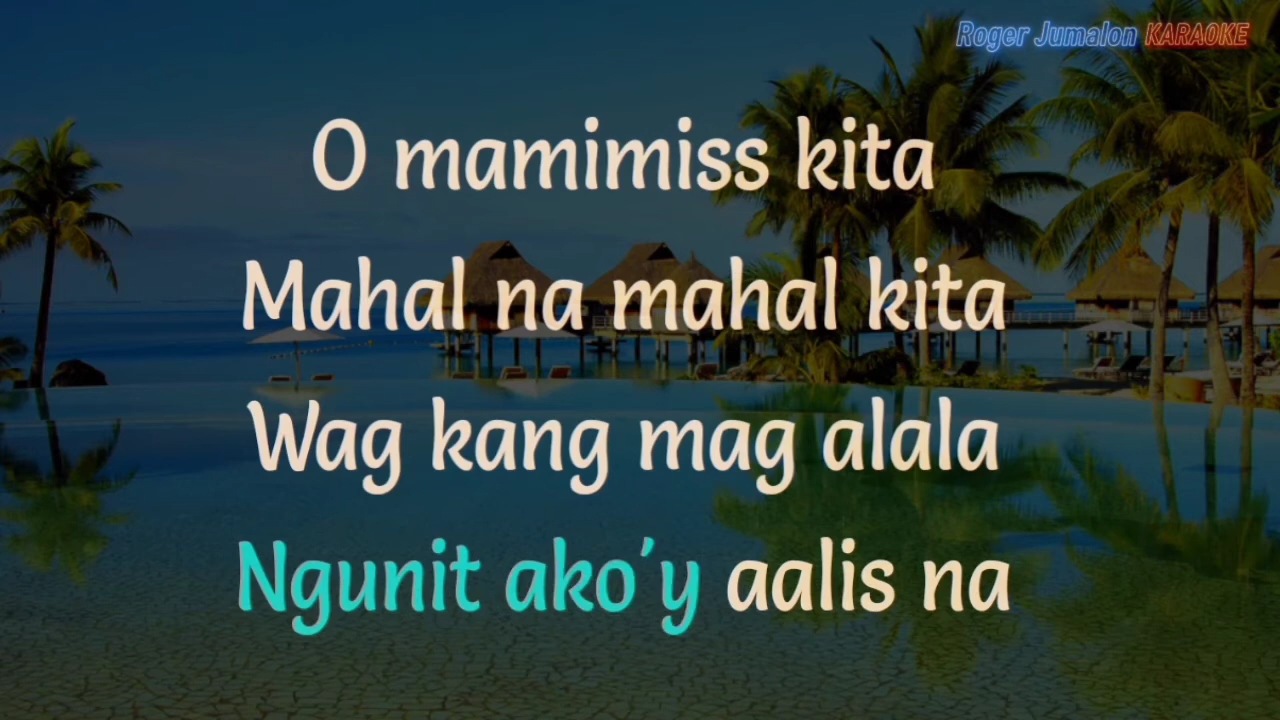 Roger Jumalon KARAOKE
O mamimiss kita
Mahal na mahal kita
Wag kang mag alala
Ngunit ako'y aalis na